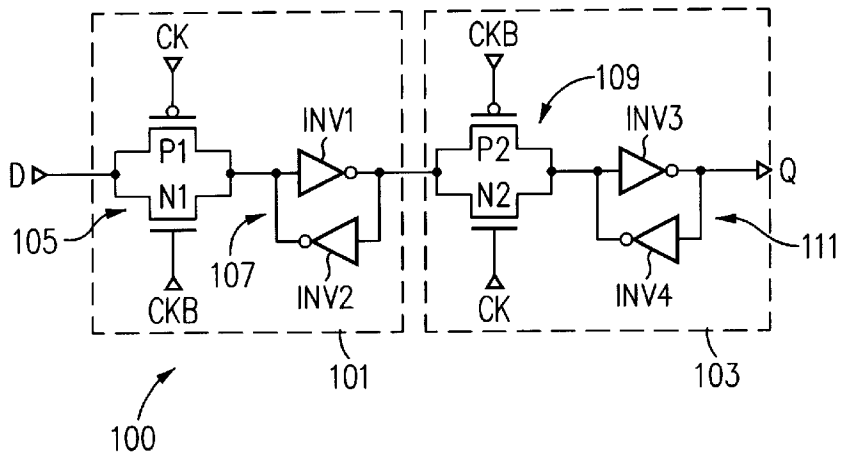 CK
CKB
109
INV1
INV3
P1
P2
D
Q
N1
N2
105
107
111
INV2
INV4
CKB
CK
101
103
100